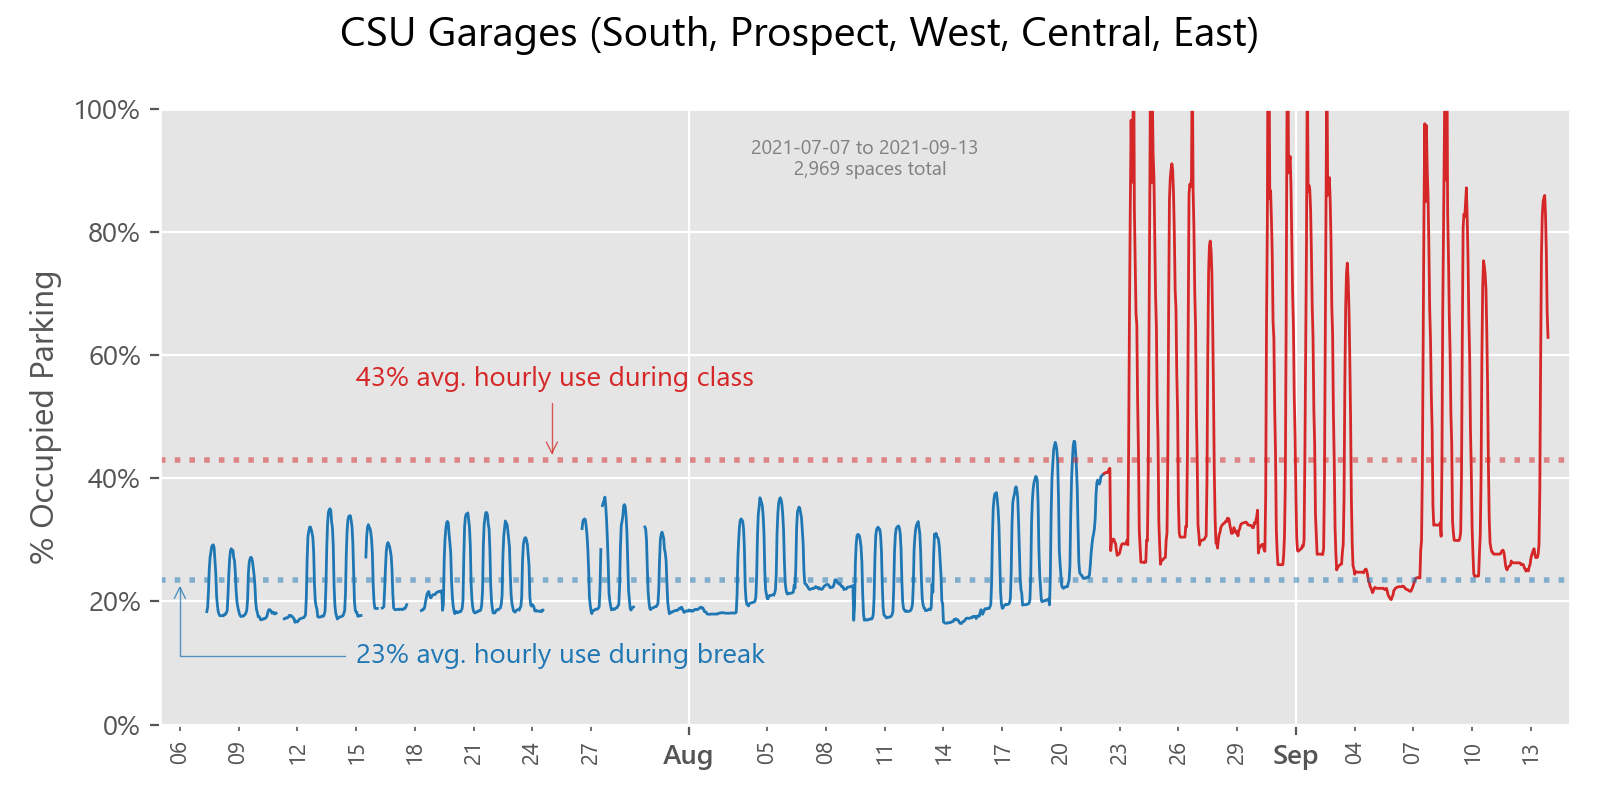 CSU Garages (South, Prospect, West, Central, East)
100%
80%
60%
40%
20%
0%
% Occupied Parking
2021-07-07 to 2021-09-13
2,969 spaces total
43% avg. hourly use during class
23% avg. hourly use during break
06 09 12 15 18 21 24 27 Aug 05 08 11 14 17 20 23 26 29 Sep 04 07 10 13